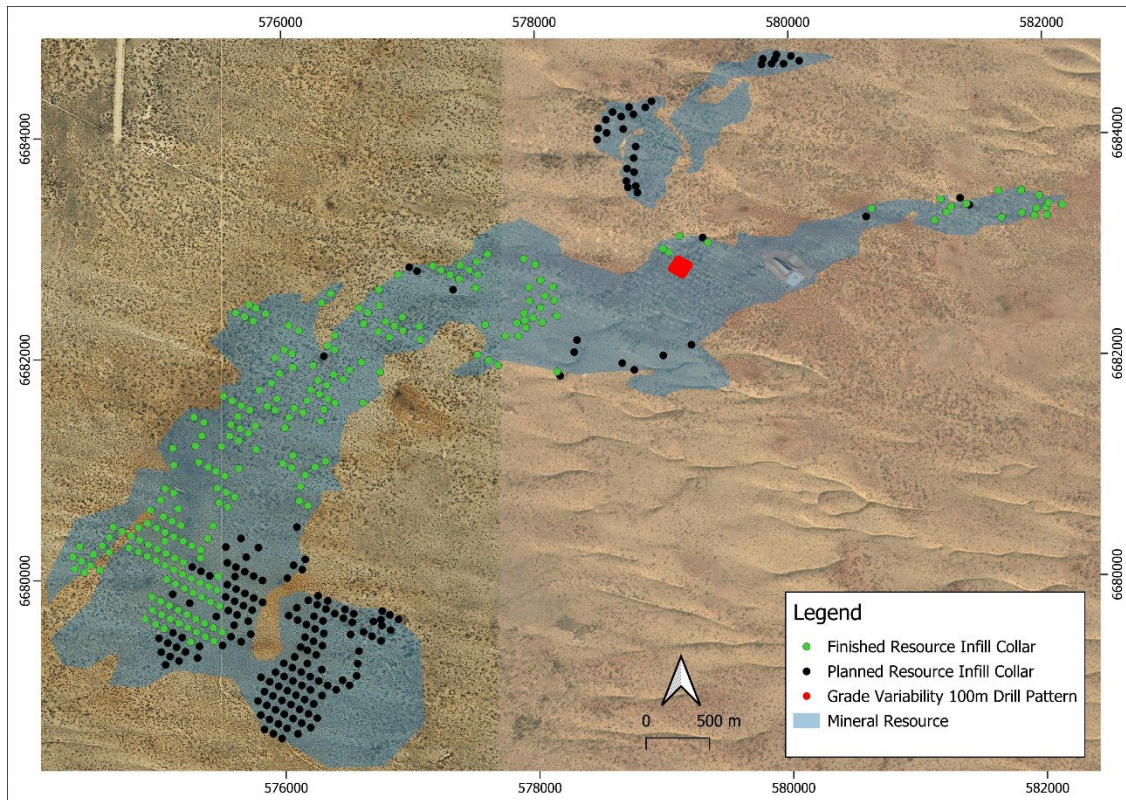 576000
578000
580000
582000
6684000
6684000
6682000
6682000
6680000
6680000
Legend
Finished Resource Infill Collar
Planned Resource Infill Collar
Grade Variability 100m Drill Pattern
Mineral Resource
0 500 m
576000
578000
580000
582000